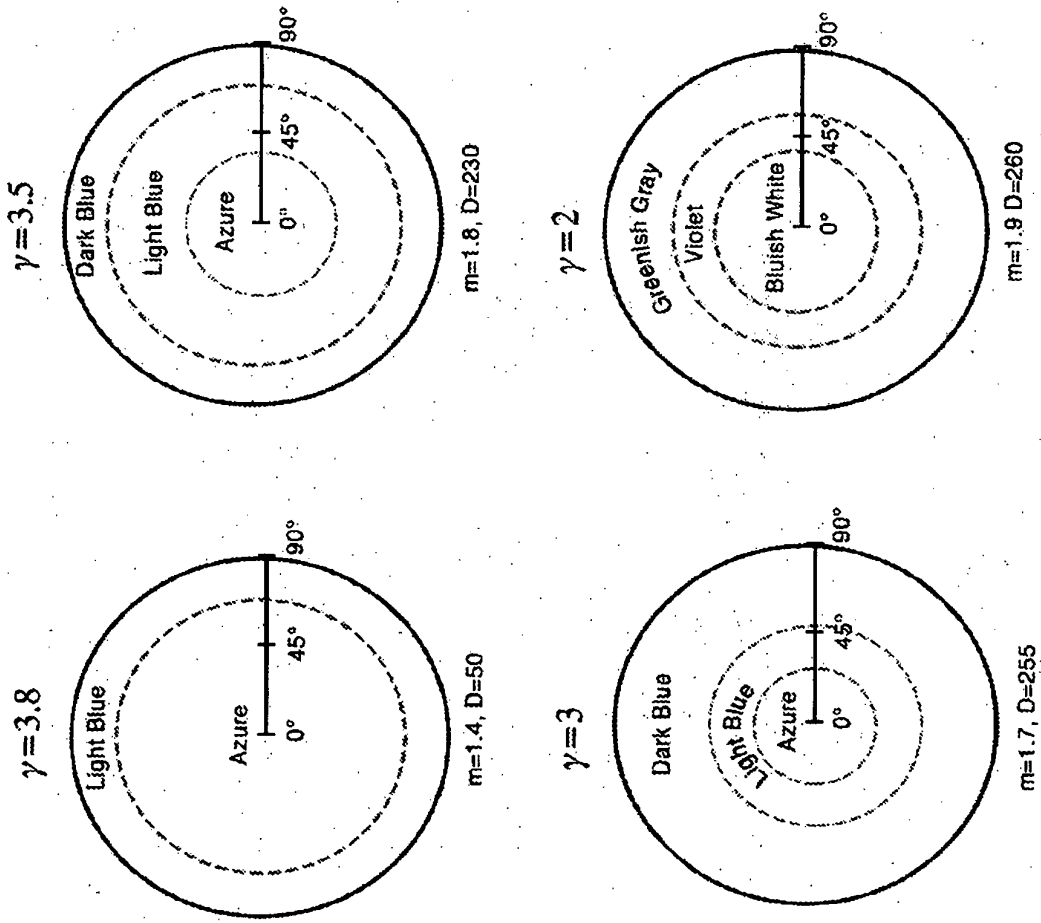 γ=3.8
Light Blue
Azure
0°
45°
90°
m=1.4, D=50
γ=3.5
Dark Blue
Light Blue
Azure
0"
45°
90°
m=1.8, D=230
γ=3
Dark Blue
Light Blue
Azure
0°
45°
90°
m=1.7, D=255
γ=2
Greenish Gray
Violet
Bluish White
0°
45°
90°
m=1.9 D=260